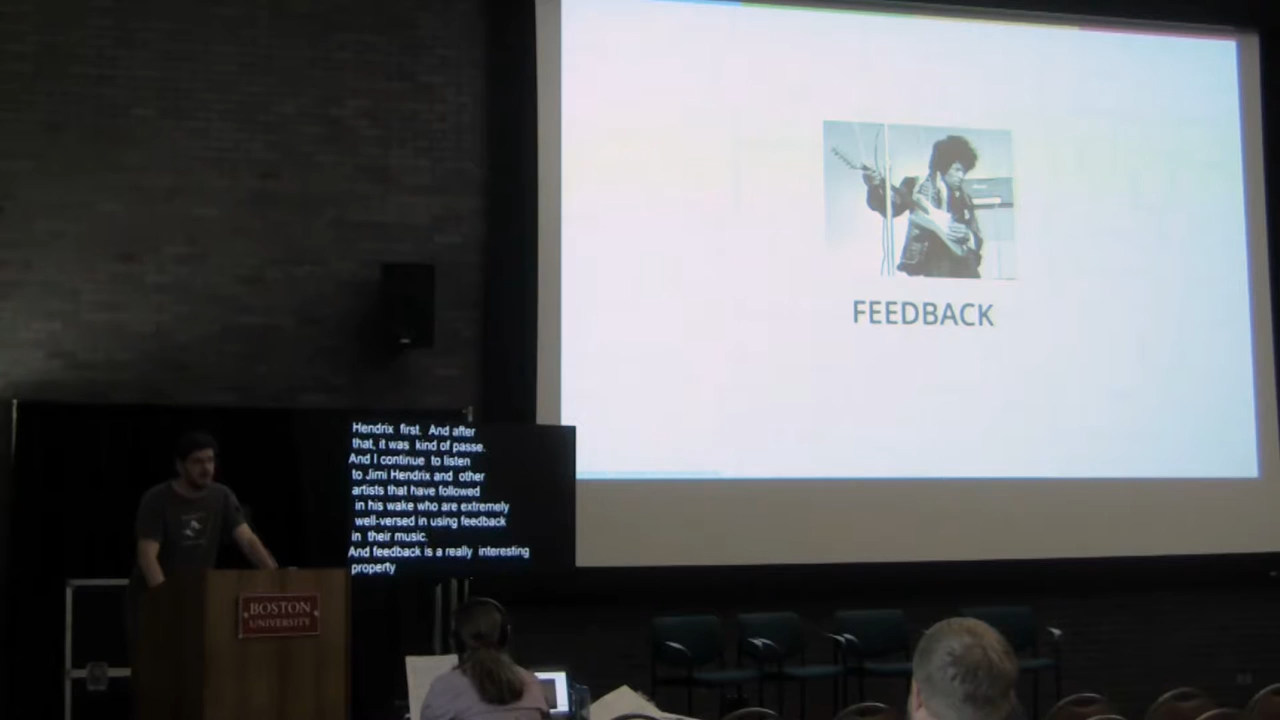 FEEDBACK
Hendrix first. And after
that, it was kind of passe.
And I continue to listen
to Jimi Hendrix and other
artists that have followed
in his wake who are extremely
well-versed in using feedback
in their music.
And feedback is a really interesting
property
BOSTON
UNIVERSITY